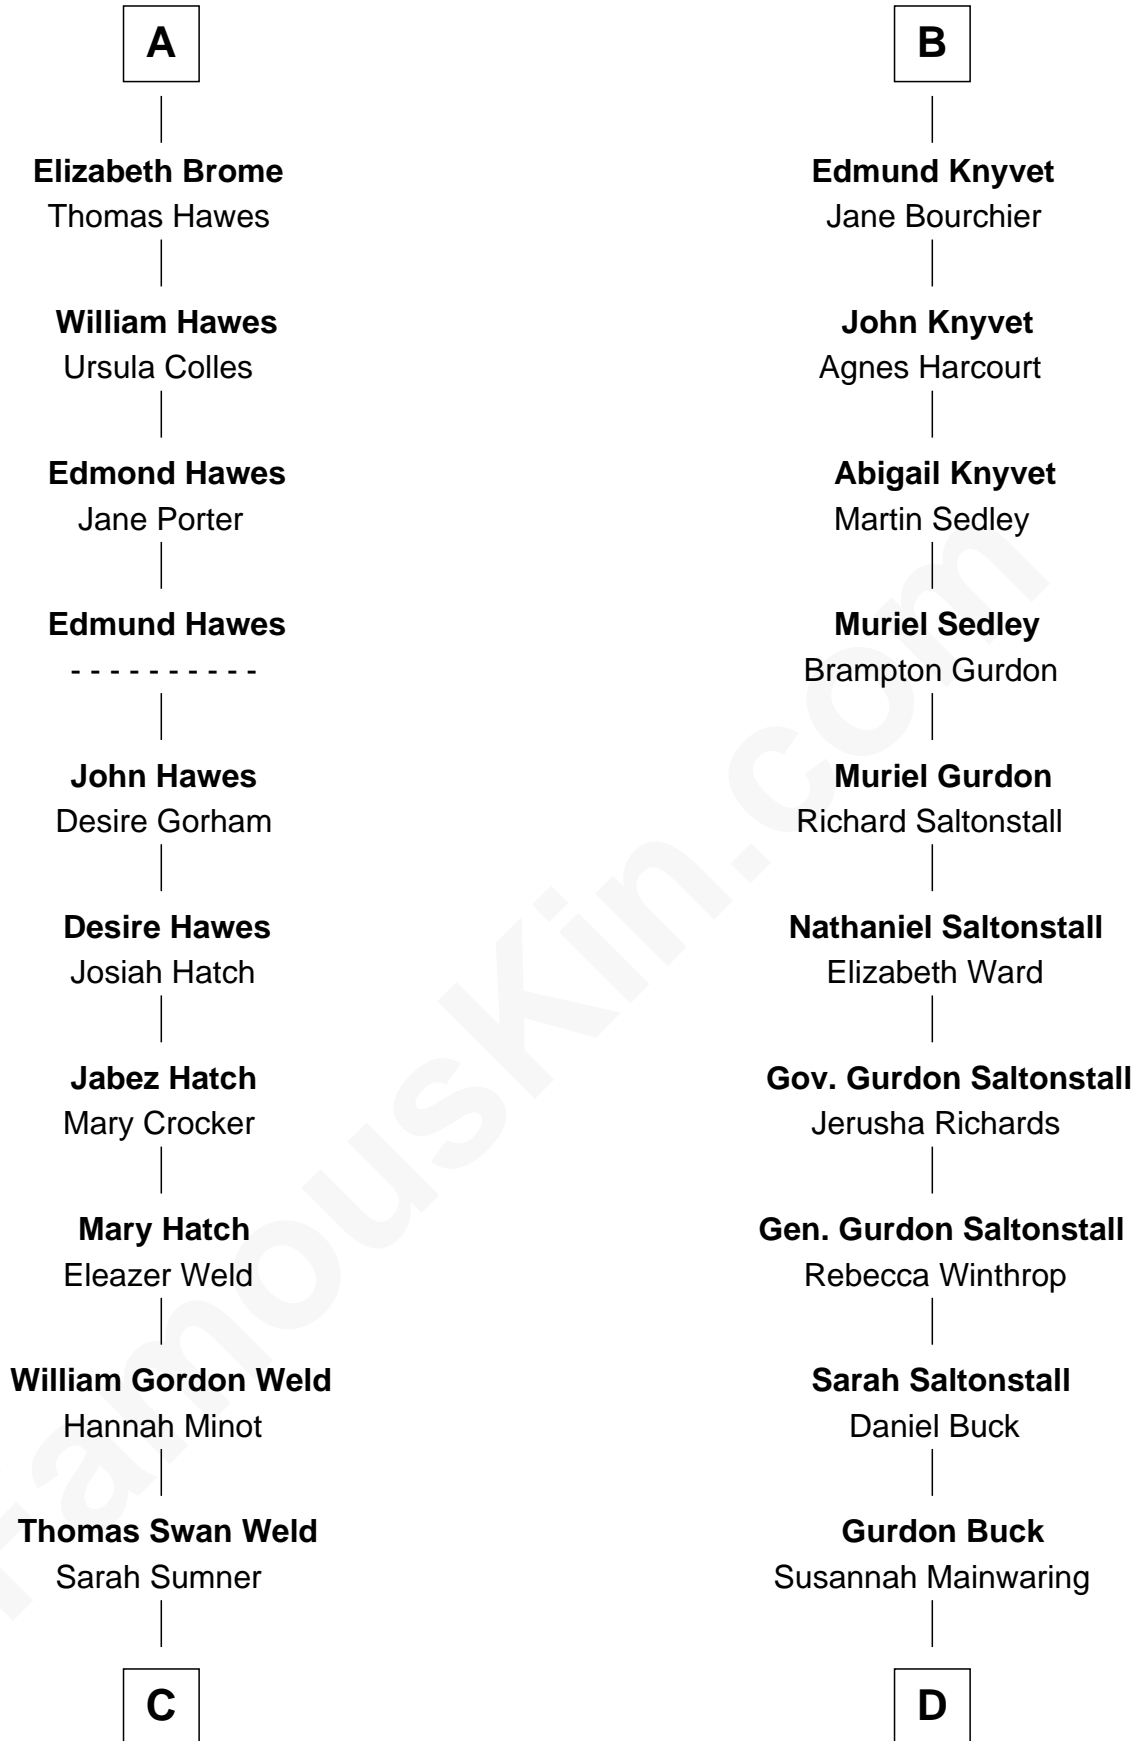 A
Elizabeth Brome
Thomas Hawes
William Hawes
Ursula Colles
Edmond Hawes
Jane Porter
Edmund Hawes
- - - - - - - - - -
John Hawes
Desire Gorham
Desire Hawes
Josiah Hatch
Jabez Hatch
Mary Crocker
Mary Hatch
Eleazer Weld
William Gordon Weld
Hannah Minot
Thomas Swan Weld
Sarah Sumner
C
B
Edmund Knyvet
Jane Bourchier
John Knyvet
Agnes Harcourt
Abigail Knyvet
Martin Sedley
Muriel Sedley
Brampton Gurdon
Muriel Gurdon
Richard Saltonstall
Nathaniel Saltonstall
Elizabeth Ward
Gov. Gurdon Saltonstall
Jerusha Richards
Gen. Gurdon Saltonstall
Rebecca Winthrop
Sarah Saltonstall
Daniel Buck
Gurdon Buck
Susannah Mainwaring
D
FamousKin.com